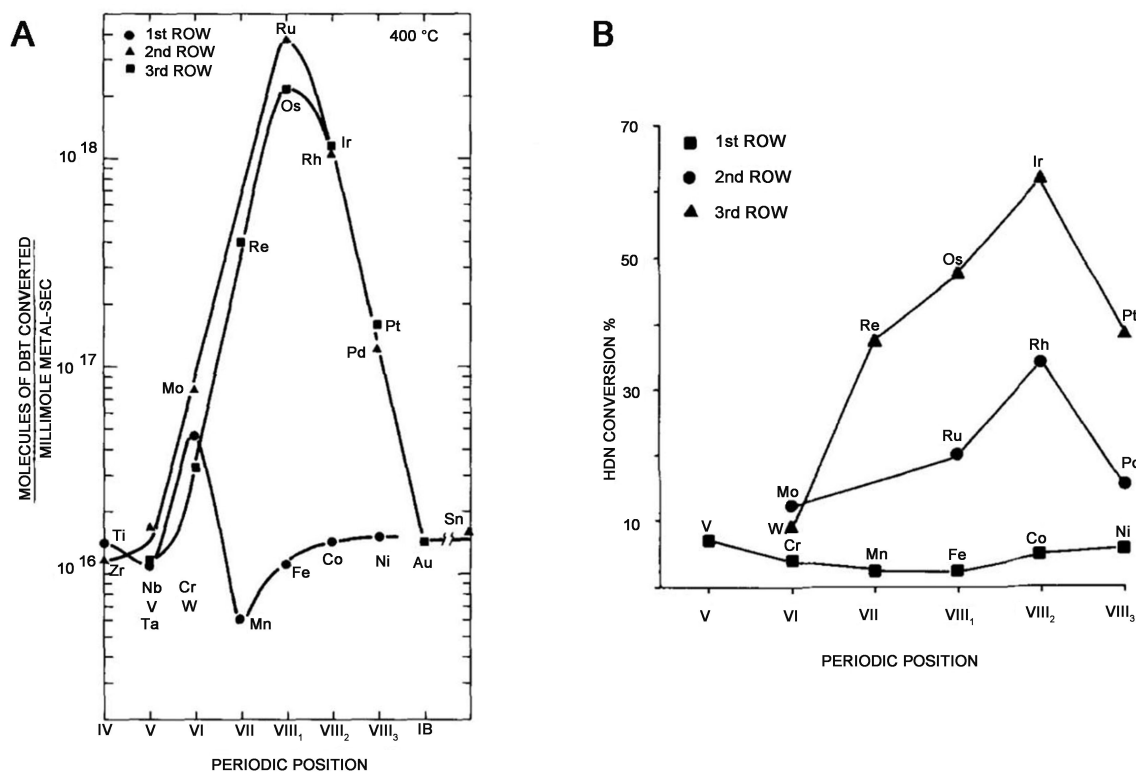 A
1st ROW
2nd ROW
3rd ROW
400 °C
Ru
Os
Ir
Rh
10 18
Re
MOLECULES OF DBT CONVERTED
MILLIMOLE METAL-SEC
10 17
Mo
Pt
Pd
Ti
Zr
10 16
Nb
V
Ta
Cr
W
Mn
Fe
Co
Ni
Au
Sn
IV
V
VI
VII
VIII1
VIII2
VIII3
IB
PERIODIC POSITION
B
70
1st ROW
2nd ROW
3rd ROW
Ir
50
Os
Re
Pt
HDN CONVERSION %
Rh
30
Ru
Mo
Pd
W
10
V
Cr
Mn
Fe
Co
Ni
V
VI
VII
VIII1
VIII2
VIII3
PERIODIC POSITION